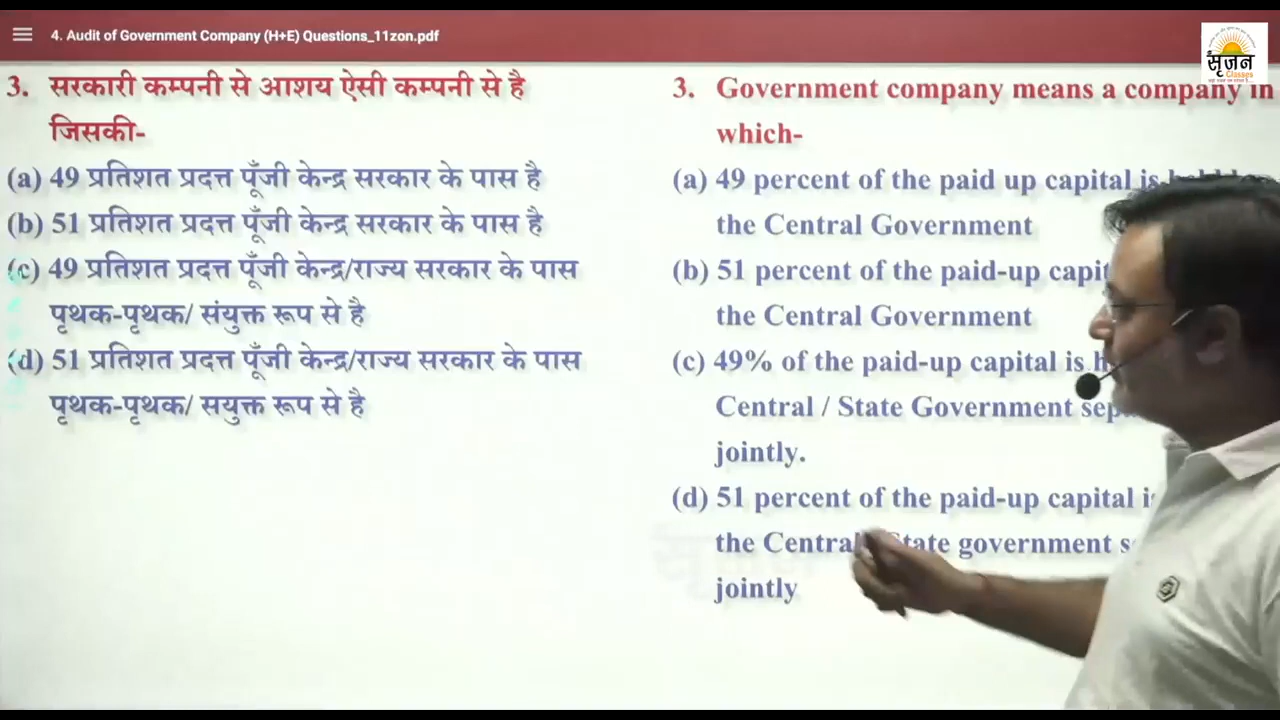 4. Audit of Government Company (H+E) Questions_11zon.pdf
सृजन
Classes
3. सरकारी कम्पनी से आशय ऐसी कम्पनी से है
जिसकी-
(a) 49 प्रतिशत प्रदत्त पूँजी केन्द्र सरकार के पास है
(b) 51 प्रतिशत प्रदत्त पूँजी केन्द्र सरकार के पास है
(c) 49 प्रतिशत प्रदत्त पूँजी केन्द्र/राज्य सरकार के पास
पृथक-पृथक/ संयुक्त रूप से है
(d) 51 प्रतिशत प्रदत्त पूँजी केन्द्र/राज्य सरकार के पास
पृथक-पृथक/ सयुक्त रूप से है
3. Government company means a company in
which-
(a) 49 percent of the paid up capital is
the Central Government
(b) 51 percent of the paid-up
the Central Government
(c) 49% of the paid-up capital is
Central / State Government
jointly.
(d) 51 percent of the paid-up capital
the Central State government
jointly